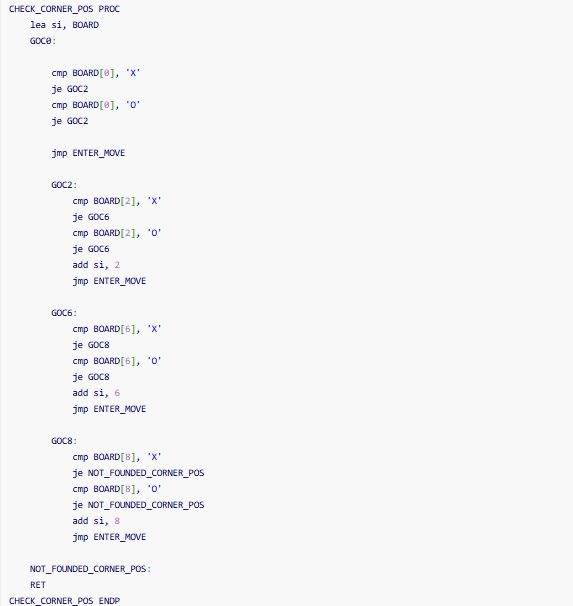 CHECK_CORNER_POS PROC
lea si, BOARD
GOC0:
cmp BOARD[0], 'X'
je GOC2
cmp BOARD[0], 'O'
je GOC2
jmp ENTER_MOVE
GOC2:
cmp BOARD[2], 'X'
je GOC6
cmp BOARD[2], 'O'
je GOC6
add si, 2
jmp ENTER_MOVE
GOC6:
cmp BOARD[6], 'X'
je GOC8
cmp BOARD[6], 'O'
je GOC8
add si, 6
jmp ENTER_MOVE
GOC8:
cmp BOARD[8], 'X'
je NOT_FOUNDED_CORNER_POS
cmp BOARD[8], 'O'
je NOT_FOUNDED_CORNER_POS
add si, 8
jmp ENTER_MOVE
NOT_FOUNDED_CORNER_POS:
RET
CHECK_CORNER_POS ENDP